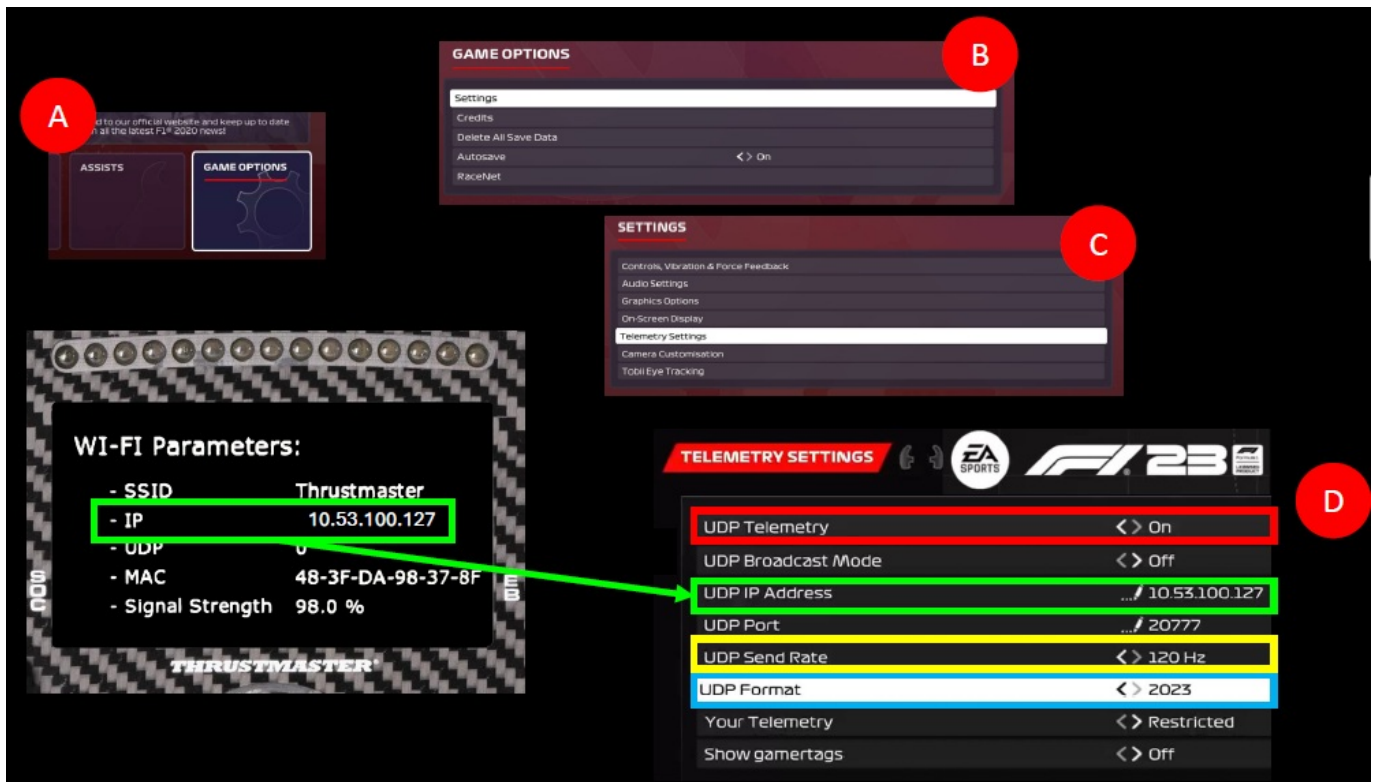 A
d to our official website and keep up to date
all the latest F1® 2020 news!
ASSISTS
GAME OPTIONS
B
GAME OPTIONS
Settings
Credits
Delete All Save Data
Autosave <> On
RaceNet
C
SETTINGS
Controls, Vibration & Force Feedback
Audio Settings
Graphics Options
On-Screen Display
Telemetry Settings
Camera Customisation
Tobii Eye Tracking
WI-FI Parameters:
- SSID Thrustmaster
- IP 10.53.100.127
- UDP 0
- MAC 48-3F-DA-98-37-8F
- Signal Strength 98.0 %
THRUSTMASTER®
D
TELEMETRY SETTINGS
EA SPORTS
F1. 23
UDP Telemetry <> On
UDP Broadcast Mode <> Off
UDP IP Address ... 10.53.100.127
UDP Port ... 20777
UDP Send Rate <> 120 Hz
UDP Format <> 2023
Your Telemetry <> Restricted
Show gamertags <> Off